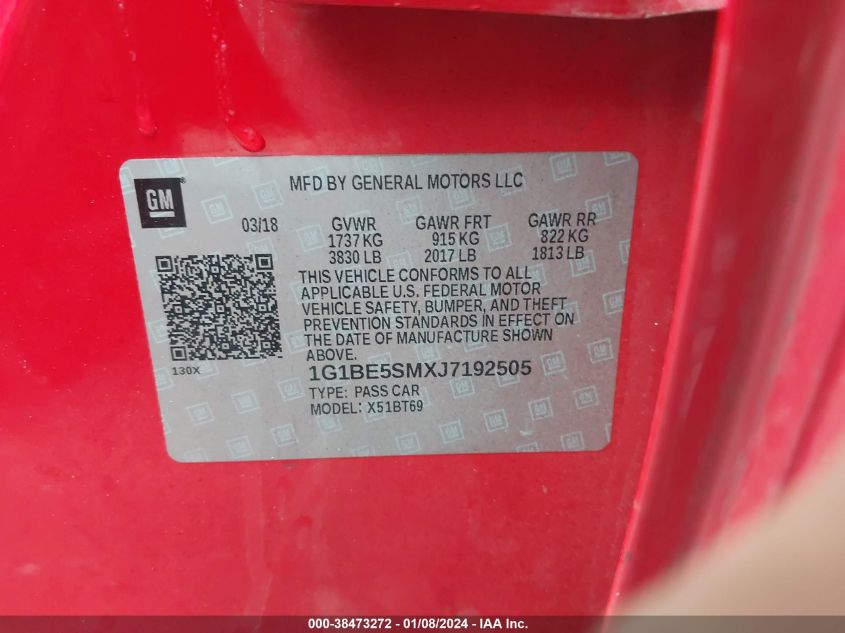 GM
MFD BY GENERAL MOTORS LLC
03/18 GVWR GAWR FRT GAWR RR
1737 KG 915 KG 822 KG
3830 LB 2017 LB 1813 LB
THIS VEHICLE CONFORMS TO ALL
APPLICABLE U.S. FEDERAL MOTOR
VEHICLE SAFETY, BUMPER, AND THEFT
PREVENTION STANDARDS IN EFFECT ON
THE DATE OF MANUFACTURE SHOWN
ABOVE.
130X
1G1BE5SMXJ7192505
TYPE: PASS CAR
MODEL: X51BT69
000-38473272 - 01/08/2024 - IAA Inc.